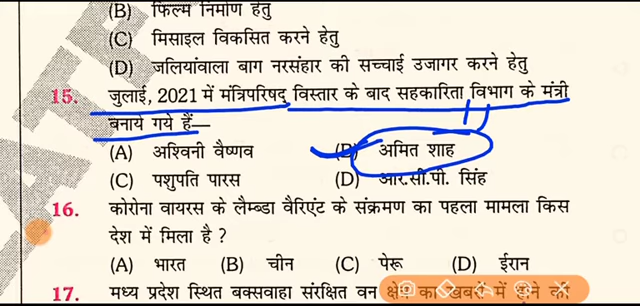 (B) फिल्म निर्माण हेतु
(C) मिसाइल विकसित करने हेतु
(D) जलियांवाला बाग नरसंहार की सच्चाई उजागर करने हेतु
15. जुलाई, 2021 में मंत्रिपरिषद् विस्तार के बाद सहकारिता विभाग के मंत्री
बनाये गये हैं—
(A) अश्विनी वैष्णव (B) अमित शाह
(C) पशुपति पारस (D) आर.सी.पी. सिंह
16. कोरोना वायरस के लैम्ब्डा वैरिएंट के संक्रमण का पहला मामला किस
देश में मिला है ?
(A) भारत (B) चीन (C) पेरू (D) ईरान
17. मध्य प्रदेश स्थित बक्सवाहा संरक्षित वन क्षेत्र का खबरों में होने